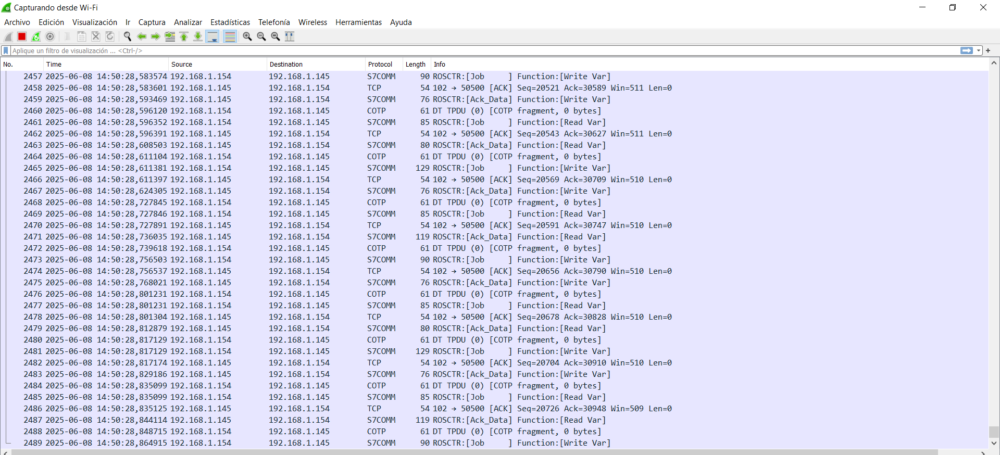 Capturando desde Wi-Fi
Archivo Edición Visualización Ir Captura Analizar Estadísticas Telefonía Wireless Herramientas Ayuda
Aplique un filtro de visualización ... <Ctrl-/>
No. Time Source Destination Protocol Length Info
2457 2025-06-08 14:50:28,583574 192.168.1.154 192.168.1.145 S7COMM 90 ROSCTR:[Job ] Function:[Write Var]
2458 2025-06-08 14:50:28,583601 192.168.1.145 192.168.1.154 TCP 54 102 → 50500 [ACK] Seq=20521 Ack=30589 Win=511 Len=0
2459 2025-06-08 14:50:28,593469 192.168.1.145 192.168.1.154 S7COMM 76 ROSCTR:[Ack_Data] Function:[Write Var]
2460 2025-06-08 14:50:28,596120 192.168.1.154 192.168.1.145 COTP 61 DT TPDU (0) [COTP fragment, 0 bytes]
2461 2025-06-08 14:50:28,596352 192.168.1.154 192.168.1.145 S7COMM 85 ROSCTR:[Job ] Function:[Read Var]
2462 2025-06-08 14:50:28,596391 192.168.1.145 192.168.1.154 TCP 54 102 → 50500 [ACK] Seq=20543 Ack=30627 Win=511 Len=0
2463 2025-06-08 14:50:28,608503 192.168.1.145 192.168.1.154 S7COMM 80 ROSCTR:[Ack_Data] Function:[Read Var]
2464 2025-06-08 14:50:28,611104 192.168.1.154 192.168.1.145 COTP 61 DT TPDU (0) [COTP fragment, 0 bytes]
2465 2025-06-08 14:50:28,611381 192.168.1.154 192.168.1.145 S7COMM 129 ROSCTR:[Job ] Function:[Write Var]
2466 2025-06-08 14:50:28,611397 192.168.1.145 192.168.1.154 TCP 54 102 → 50500 [ACK] Seq=20569 Ack=30709 Win=510 Len=0
2467 2025-06-08 14:50:28,624305 192.168.1.145 192.168.1.154 S7COMM 76 ROSCTR:[Ack_Data] Function:[Write Var]
2468 2025-06-08 14:50:28,727845 192.168.1.154 192.168.1.145 COTP 61 DT TPDU (0) [COTP fragment, 0 bytes]
2469 2025-06-08 14:50:28,727846 192.168.1.154 192.168.1.145 S7COMM 85 ROSCTR:[Job ] Function:[Read Var]
2470 2025-06-08 14:50:28,727891 192.168.1.145 192.168.1.154 TCP 54 102 → 50500 [ACK] Seq=20591 Ack=30747 Win=510 Len=0
2471 2025-06-08 14:50:28,736035 192.168.1.145 192.168.1.154 S7COMM 119 ROSCTR:[Ack_Data] Function:[Read Var]
2472 2025-06-08 14:50:28,739618 192.168.1.154 192.168.1.145 COTP 61 DT TPDU (0) [COTP fragment, 0 bytes]
2473 2025-06-08 14:50:28,756503 192.168.1.154 192.168.1.145 S7COMM 90 ROSCTR:[Job ] Function:[Write Var]
2474 2025-06-08 14:50:28,756537 192.168.1.145 192.168.1.154 TCP 54 102 → 50500 [ACK] Seq=20656 Ack=30790 Win=510 Len=0
2475 2025-06-08 14:50:28,768021 192.168.1.145 192.168.1.154 S7COMM 76 ROSCTR:[Ack_Data] Function:[Write Var]
2476 2025-06-08 14:50:28,801231 192.168.1.154 192.168.1.145 COTP 61 DT TPDU (0) [COTP fragment, 0 bytes]
2477 2025-06-08 14:50:28,801231 192.168.1.154 192.168.1.145 S7COMM 85 ROSCTR:[Job ] Function:[Read Var]
2478 2025-06-08 14:50:28,801304 192.168.1.145 192.168.1.154 TCP 54 102 → 50500 [ACK] Seq=20678 Ack=30828 Win=510 Len=0
2479 2025-06-08 14:50:28,812879 192.168.1.145 192.168.1.154 S7COMM 80 ROSCTR:[Ack_Data] Function:[Read Var]
2480 2025-06-08 14:50:28,817129 192.168.1.154 192.168.1.145 COTP 61 DT TPDU (0) [COTP fragment, 0 bytes]
2481 2025-06-08 14:50:28,817129 192.168.1.154 192.168.1.145 S7COMM 129 ROSCTR:[Job ] Function:[Write Var]
2482 2025-06-08 14:50:28,817174 192.168.1.145 192.168.1.154 TCP 54 102 → 50500 [ACK] Seq=20704 Ack=30910 Win=510 Len=0
2483 2025-06-08 14:50:28,829186 192.168.1.145 192.168.1.154 S7COMM 76 ROSCTR:[Ack_Data] Function:[Write Var]
2484 2025-06-08 14:50:28,835099 192.168.1.154 192.168.1.145 COTP 61 DT TPDU (0) [COTP fragment, 0 bytes]
2485 2025-06-08 14:50:28,835099 192.168.1.154 192.168.1.145 S7COMM 85 ROSCTR:[Job ] Function:[Read Var]
2486 2025-06-08 14:50:28,835125 192.168.1.145 192.168.1.154 TCP 54 102 → 50500 [ACK] Seq=20726 Ack=30948 Win=509 Len=0
2487 2025-06-08 14:50:28,844114 192.168.1.145 192.168.1.154 S7COMM 119 ROSCTR:[Ack_Data] Function:[Read Var]
2488 2025-06-08 14:50:28,848715 192.168.1.154 192.168.1.145 COTP 61 DT TPDU (0) [COTP fragment, 0 bytes]
2489 2025-06-08 14:50:28,864915 192.168.1.154 192.168.1.145 S7COMM 90 ROSCTR:[Job ] Function:[Write Var]